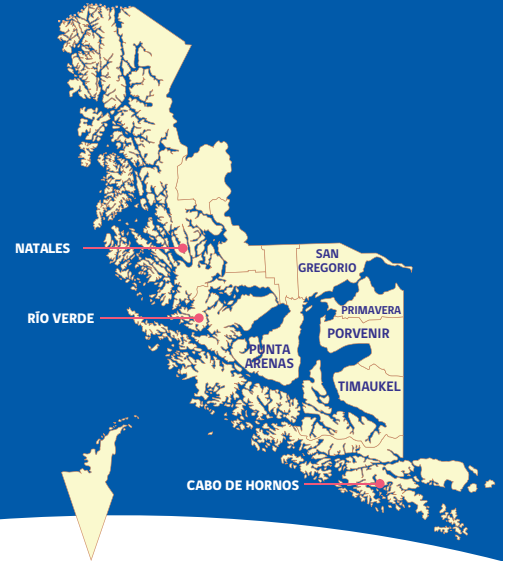 NATALES
SAN
GREGORIO
RÍO VERDE
PRIMAVERA
PORVENIR
PUNTA
ARENAS
TIMAUKEL
CABO DE HORNOS